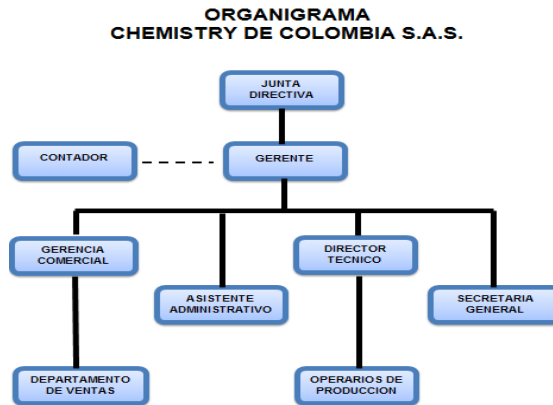 ORGANIGRAMA
CHEMISTRY DE COLOMBIA S.A.S.
JUNTA
DIRECTIVA
CONTADOR
GERENTE
GERENCIA
COMERCIAL
DIRECTOR
TECNICO
ASISTENTE
ADMINISTRATIVO
SECRETARIA
GENERAL
DEPARTAMENTO
DE VENTAS
OPERARIOS DE
PRODUCCION